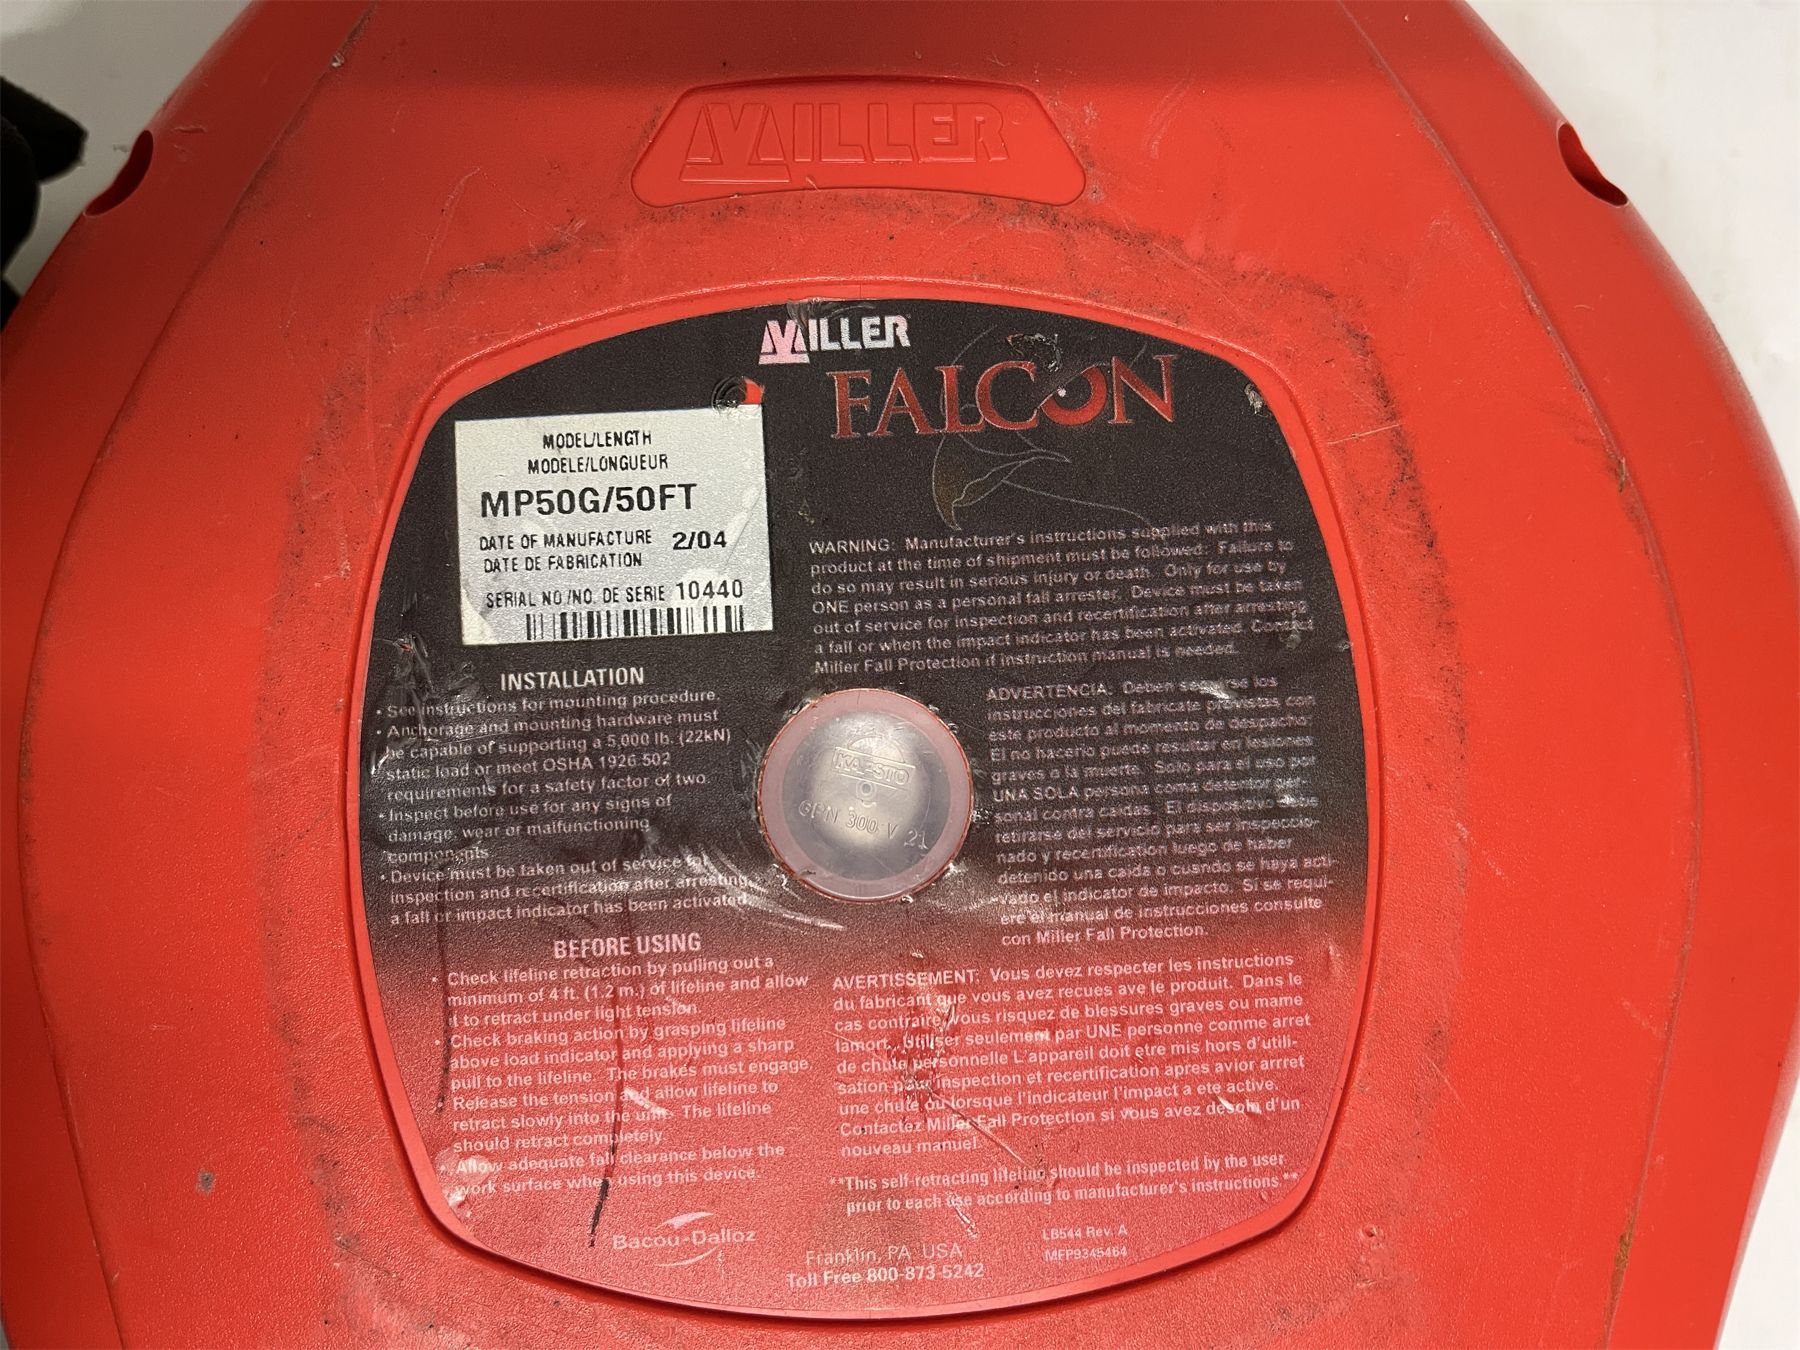 MILLER
MILLER
FALCON
MODEL/LENGTH
MODELE/LONGUEUR
MP50G/50FT
DATE OF MANUFACTURE 2/04
DATE DE FABRICATION
SERIAL NO/NO. DE SERIE 10440
INSTALLATION
• See instructions for mounting procedure.
• Anchorage and mounting hardware must
be capable of supporting a 5,000 lb. (22kN)
static load or meet OSHA 1926.502
requirements for a safety factor of two.
• Inspect before use for any signs of
damage, wear or malfunctioning
components
• Device must be taken out of service for
inspection and recertification after arresting
a fall or impact indicator has been activated.
BEFORE USING
• Check lifeline retraction by pulling out a
minimum of 4 ft. (1.2 m.) of lifeline and allow
it to retract under light tension.
• Check braking action by grasping lifeline
above load indicator and applying a sharp
pull to the lifeline. The brakes must engage.
• Release the tension and allow lifeline to
retract slowly into the unit. The lifeline
should retract completely.
• Allow adequate fall clearance below the
work surface when using this device.
WARNING: Manufacturer's instructions supplied with this
product at the time of shipment must be followed. Failure to
do so may result in serious injury or death. Only for use by
ONE person as a personal fall arrester. Device must be taken
out of service for inspection and recertification after arresting
a fall or when the impact indicator has been activated. Contact
Miller Fall Protection if instruction manual is needed.
KA-STO
GPN 300 V 21
ADVERTENCIA: Deben seguirse los
instrucciones del fabricate provistas con
este producto al momento de despacho.
El no hacerlo puede resultar en lesiones
graves o la muerte. Solo para el uso por
UNA SOLA persona coma detentor per-
sonal contra caidas. El dispositivo debe
retirarse del servicio para ser inspeccio-
nado y recertification luego de haber
detenido una caida o cuando se haya acti-
vado el indicator de impacto. Si se requi-
ere el manual de instrucciones consulte
con Miller Fall Protection.
AVERTISSEMENT: Vous devez respecter les instructions
du fabricant que vous avez recues ave le produit. Dans le
cas contraire, vous risquez de blessures graves ou mame
lamort. Utiliser seulement par UNE personne comme arret
de chute personnelle L'appareil doit etre mis hors d'utili-
sation pour inspection et recertification apres avior arrret
une chute ou lorsque l'indicateur l'impact a ete active.
Contactez Miller Fall Protection si vous avez desoin d'un
nouveau manuel.
**This self-retracting lifeline should be inspected by the user
prior to each use according to manufacturer's instructions.**
Bacou-Dalloz
Franklin, PA USA
Toll Free 800-873-5242
LB544 Rev. A
MFP9345464